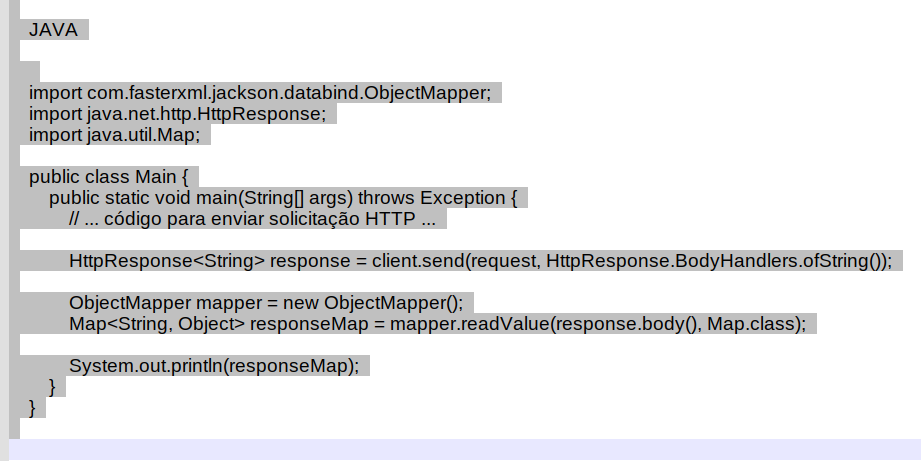 JAVA
import com.fasterxml.jackson.databind.ObjectMapper;
import java.net.http.HttpResponse;
import java.util.Map;
public class Main {
    public static void main(String[] args) throws Exception {
        // ... código para enviar solicitação HTTP ...
        HttpResponse<String> response = client.send(request, HttpResponse.BodyHandlers.ofString());
        ObjectMapper mapper = new ObjectMapper();
        Map<String, Object> responseMap = mapper.readValue(response.body(), Map.class);
        System.out.println(responseMap);
    }
}